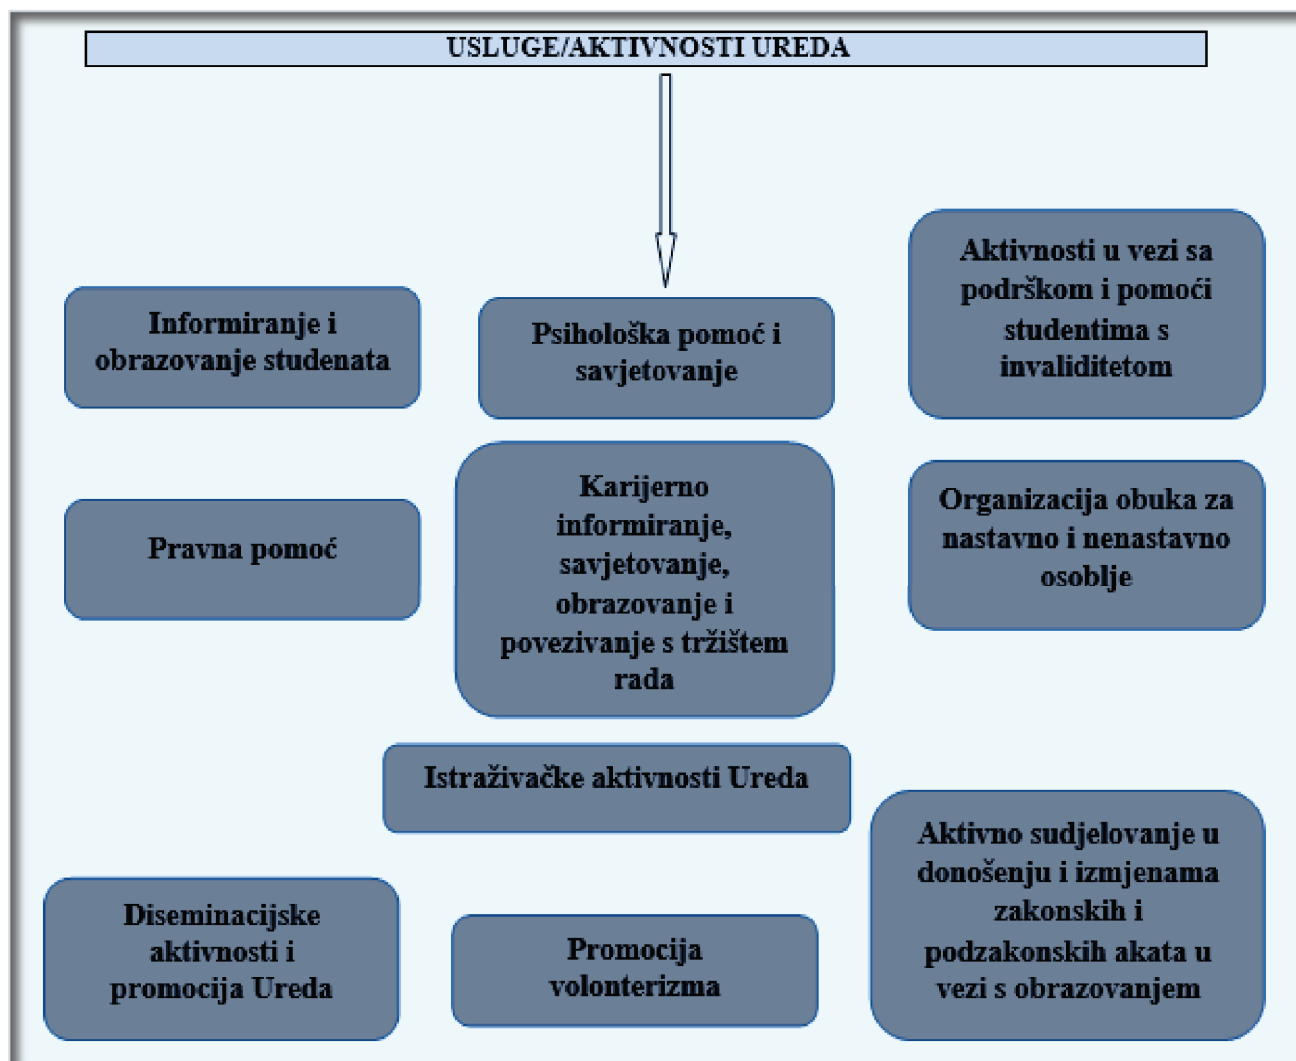 USLUGE/AKTIVNOSTI UREDA
Informiranje i
obrazovanje studenata
Psihološka pomoć i
savjetovanje
Aktivnosti u vezi sa
podrškom i pomoći
studentima s
invaliditetom
Pravna pomoć
Karijerno
informiranje,
savjetovanje,
obrazovanje i
povezivanje s tržištem
rada
Organizacija obuka za
nastavno i nenastavno
osoblje
Istraživačke aktivnosti Ureda
Diseminacijske
aktivnosti i
promocija Ureda
Promocija
volonterizma
Aktivno sudjelovanje u
donošenju i izmjenama
zakonskih i
podzakonskih akata u
vezi s obrazovanjem